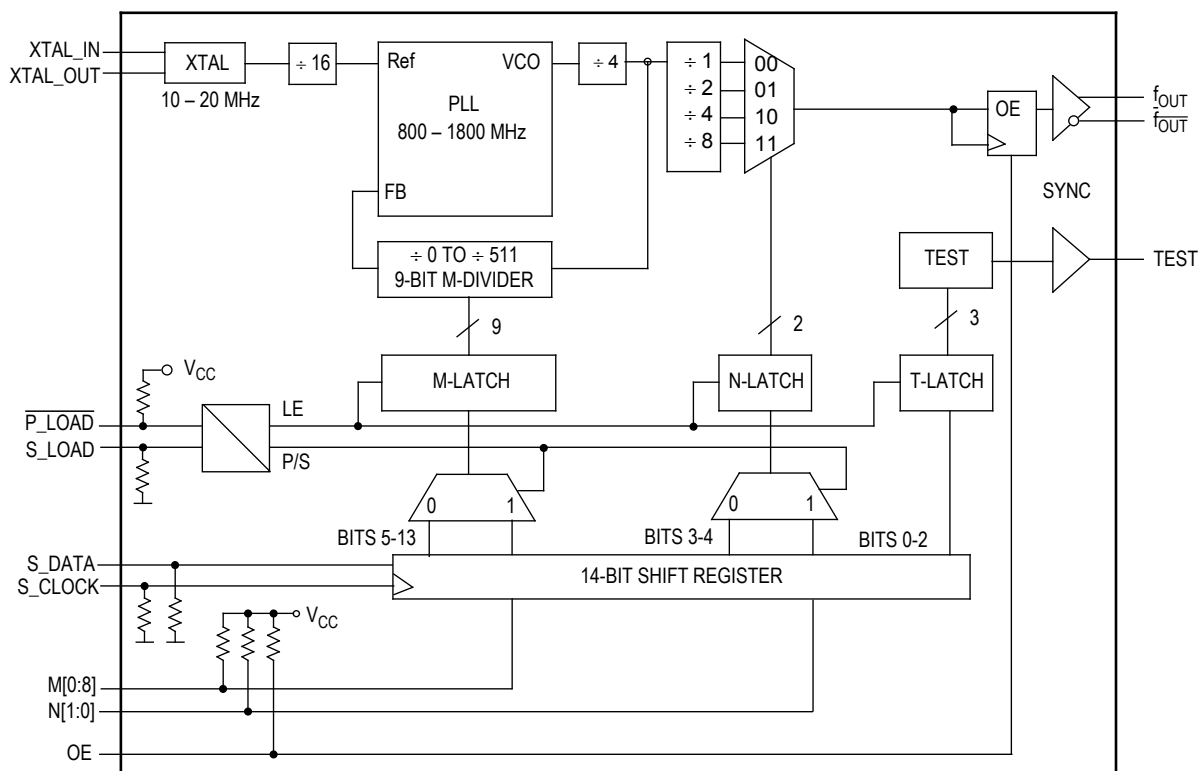 XTAL_IN
XTAL_OUT
XTAL
10 – 20 MHz
÷ 16
Ref
VCO
PLL
800 – 1800 MHz
FB
÷ 4
÷ 1
÷ 2
÷ 4
÷ 8
00
01
10
11
OE
fOUT
fOUT
SYNC
÷ 0 TO ÷ 511
9-BIT M-DIVIDER
TEST
TEST
9
2
3
VCC
M-LATCH
N-LATCH
T-LATCH
P_LOAD
S_LOAD
LE
P/S
0
1
0
1
BITS 5-13
BITS 3-4
BITS 0-2
S_DATA
S_CLOCK
14-BIT SHIFT REGISTER
VCC
M[0:8]
N[1:0]
OE